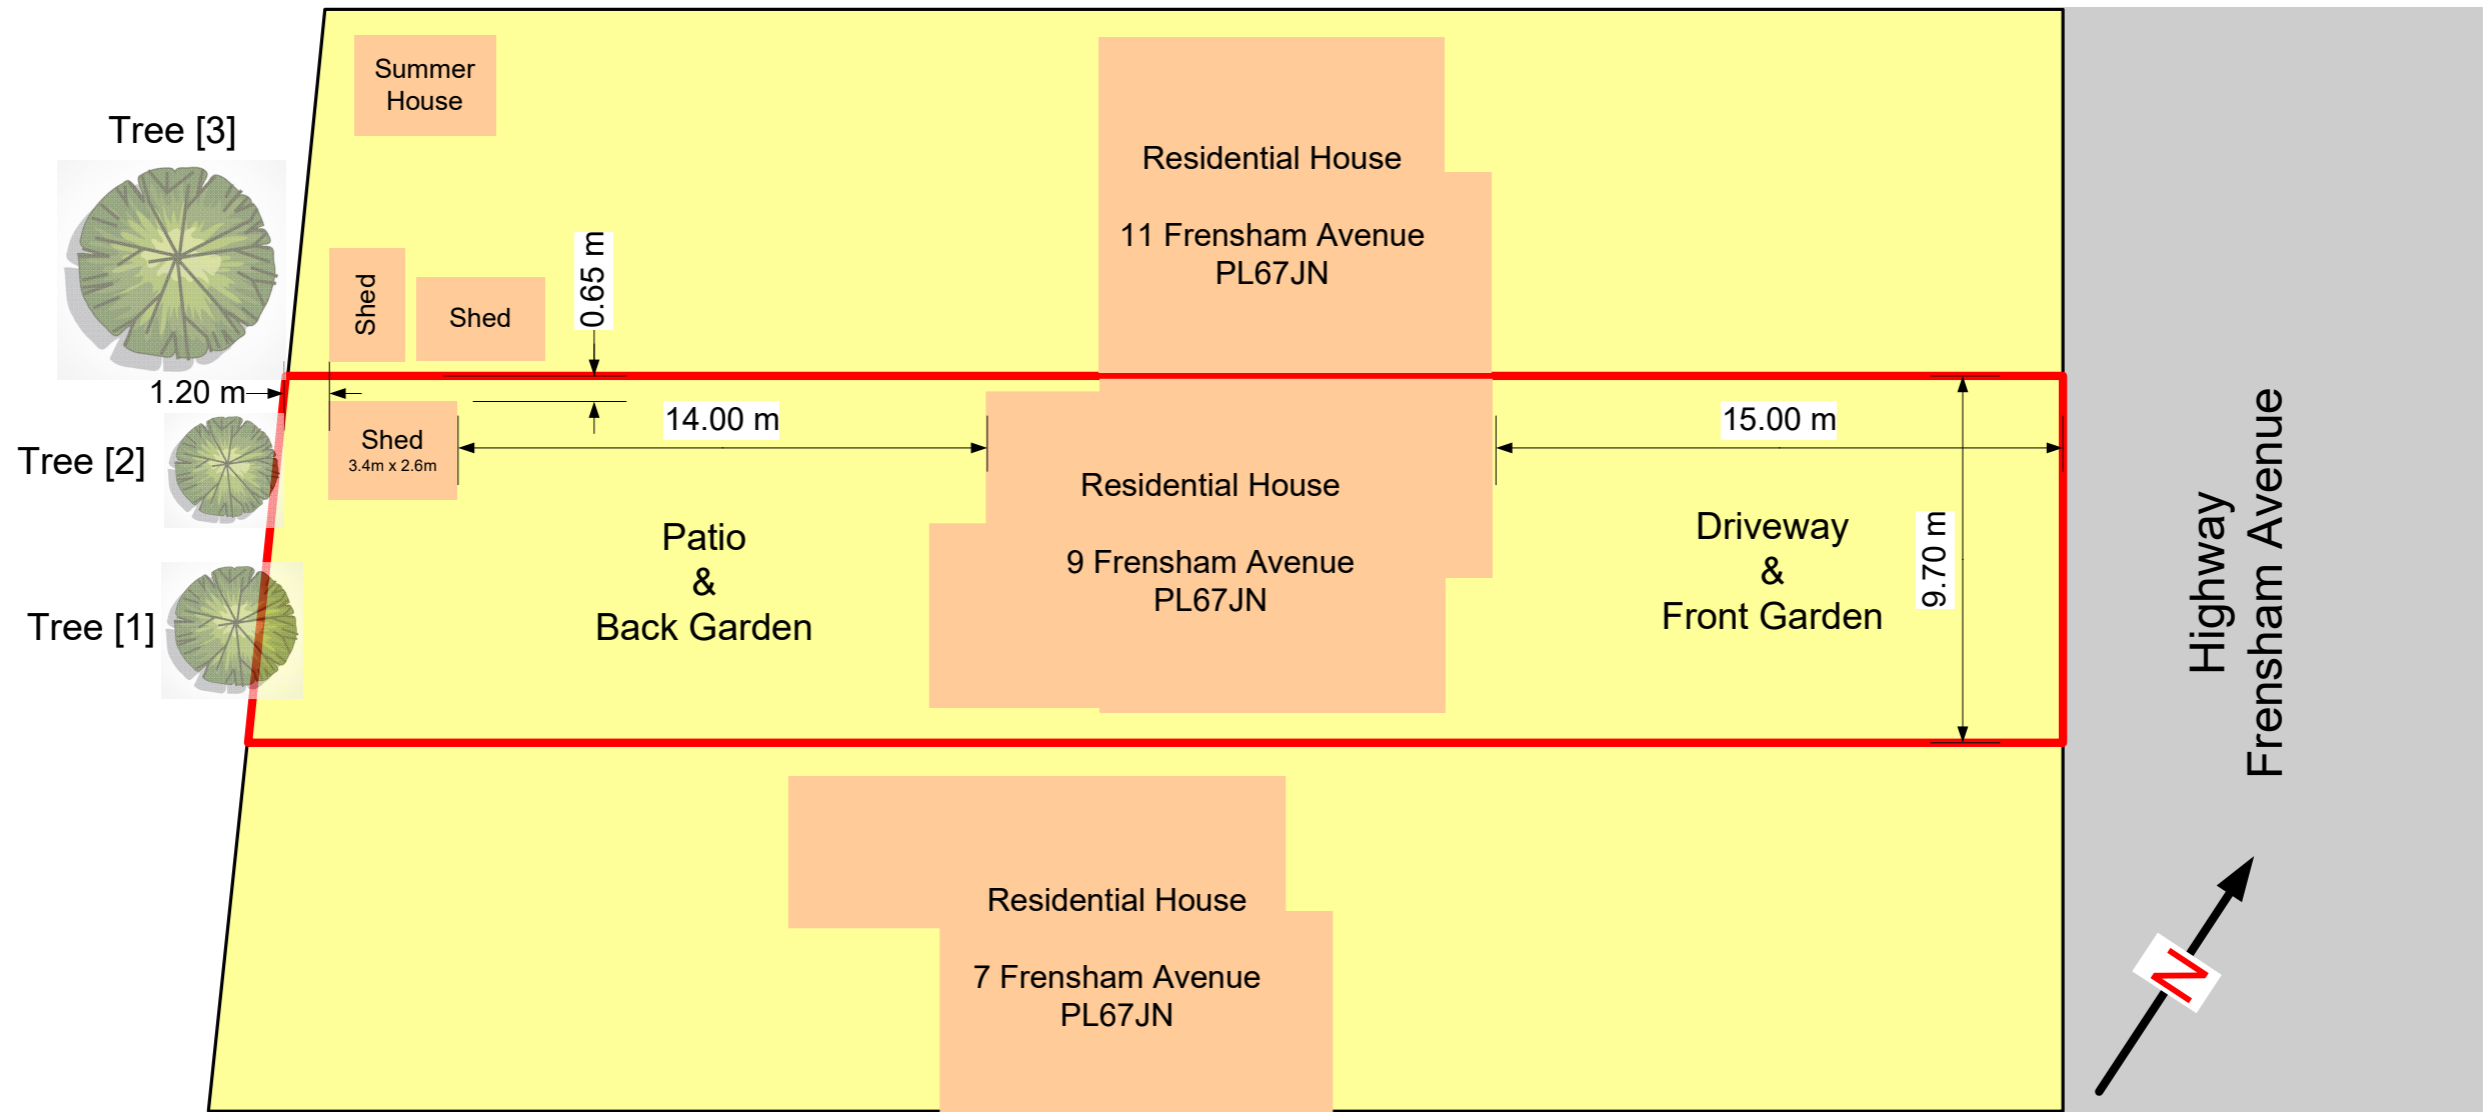 Summer
House
Tree [3]
Residential House
11 Frensham Avenue
PL67JN
Shed
Shed
0.65 m
1.20 m
14.00 m
15.00 m
Shed
3.4m x 2.6m
Tree [2]
Residential House
9 Frensham Avenue
PL67JN
Patio
&
Back Garden
Driveway
&
Front Garden
9.70 m
Highway
Frensham Avenue
Tree [1]
Residential House
7 Frensham Avenue
PL67JN
N